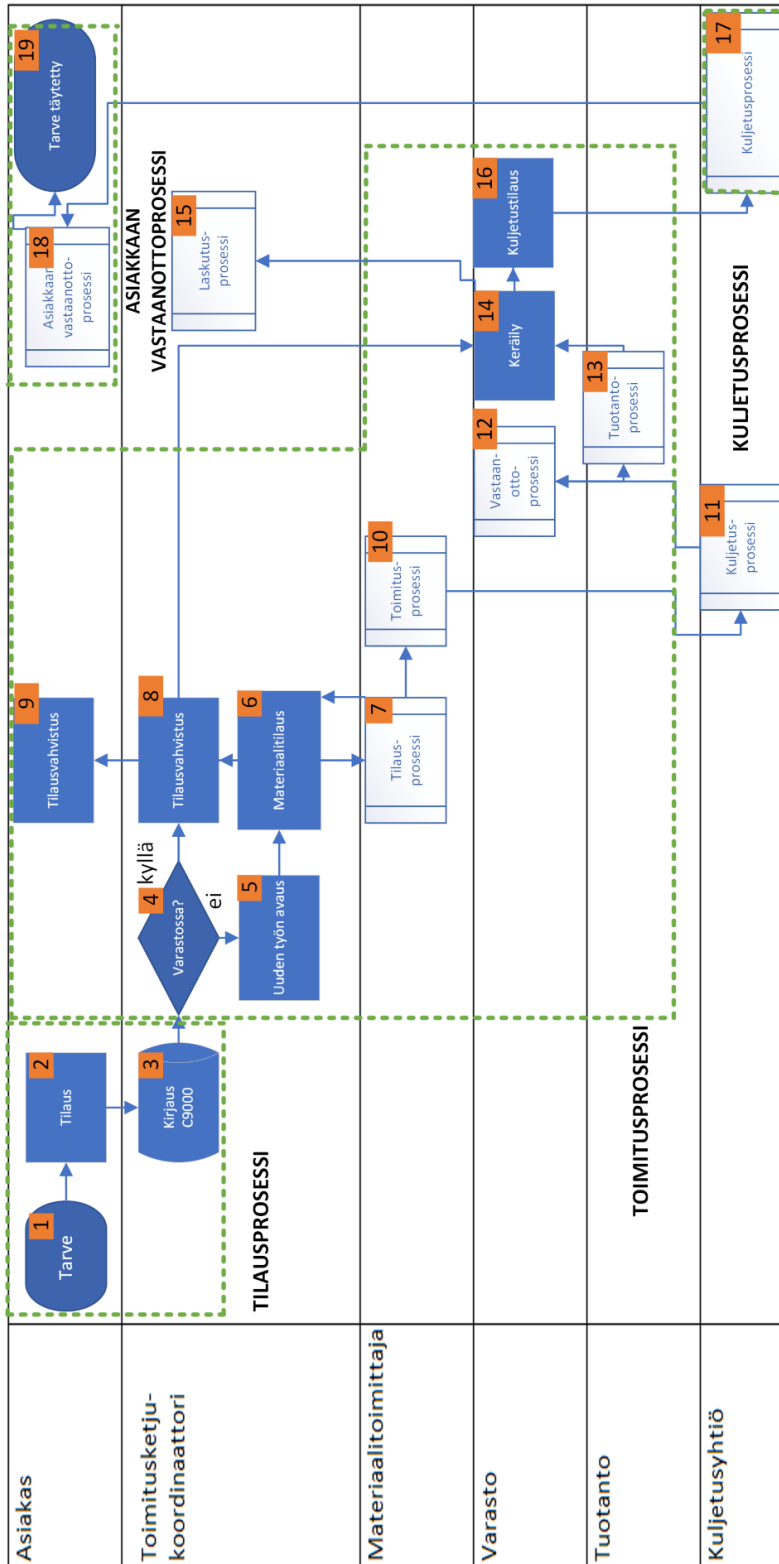 Asiakas
1
Tarve
2
Tilaus
9
Tilausvahvistus
18
Asiakkaan
vastaanotto-
prosessi
19
Tarve täytetty
Toimitusketju-
koordinaattori
3
Kirjaus
C9000
4
Varastossa?
kyllä
ei
8
Tilausvahvistus
5
Uuden työn avaus
6
Materiaalitilaus
TILAUSPROSESSI
ASIAKKAAN
VASTAANOTTOPROSESSI
15
Laskutus-
prosessi
Materiaalitoimittaja
7
Tilaus-
prosessi
10
Toimitus-
prosessi
Varasto
12
Vastaan-
otto-
prosessi
14
Keräily
16
Kuljetustilaus
Tuotanto
TOIMITUSPROSESSI
13
Tuotanto-
prosessi
Kuljetusyhtiö
11
Kuljetus-
prosessi
KULJETUSPROSESSI
17
Kuljetusprosessi